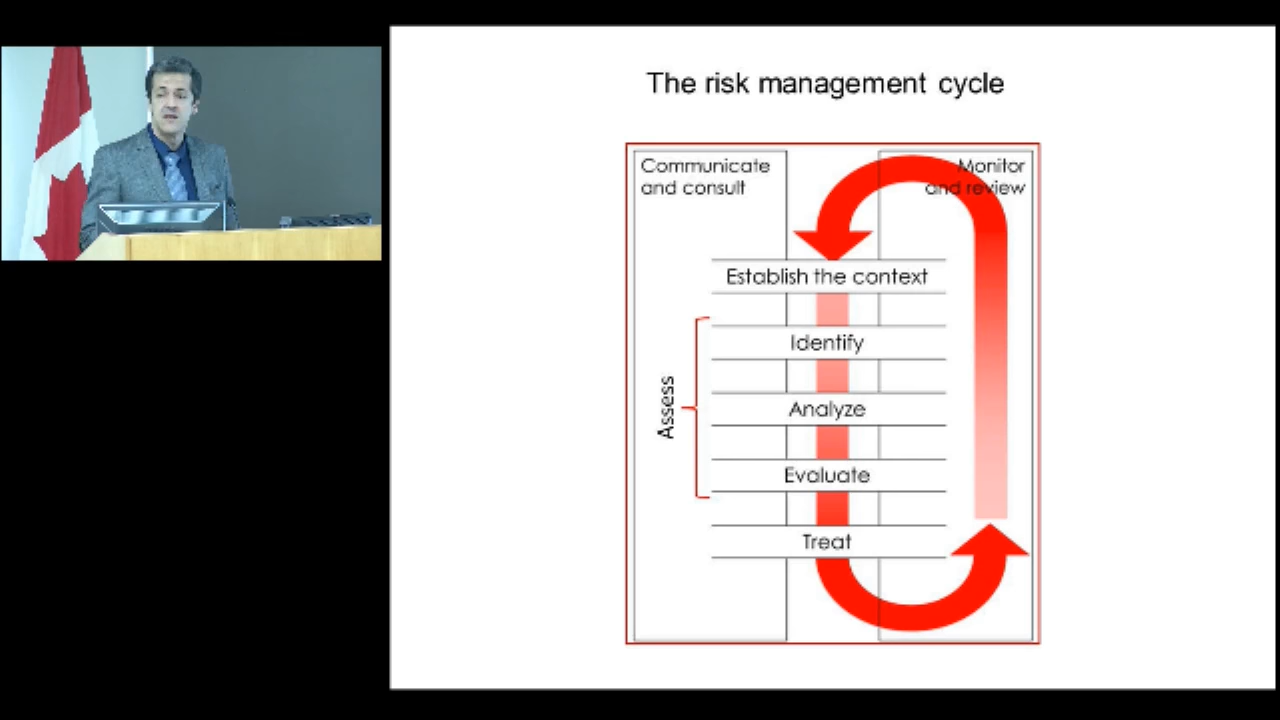 The risk management cycle
Communicate
and consult
Monitor
and review
Establish the context
Identify
Analyze
Evaluate
Treat
Assess